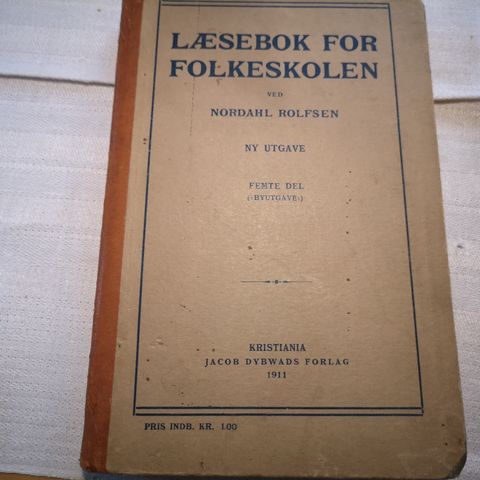 LÆSEBOK FOR
FOLKESKOLEN
VED
NORDAHL ROLFSEN
NY UTGAVE
FEMTE DEL
(»BYUTGAVE«)
KRISTIANIA
JACOB DYBWADS FORLAG
1911
PRIS INDB. KR. 1.00